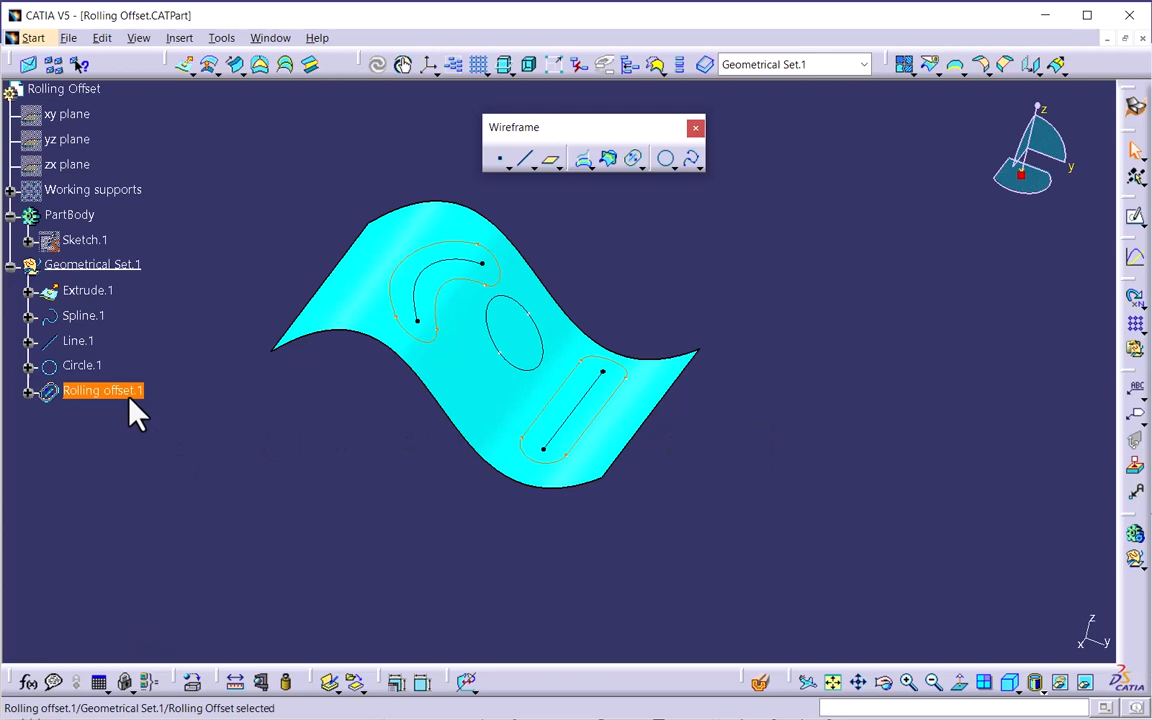 CATIA V5 - [Rolling Offset.CATPart]
Start File Edit View Insert Tools Window Help
Geometrical Set.1
Rolling Offset
xy plane
yz plane
zx plane
Working supports
PartBody
Sketch.1
Geometrical Set.1
Extrude.1
Spline.1
Line.1
Circle.1
Rolling offset.1
Wireframe
z
y
z
x
y
f(x)
ABC
Rolling offset.1/Geometrical Set.1/Rolling Offset selected
CATIA